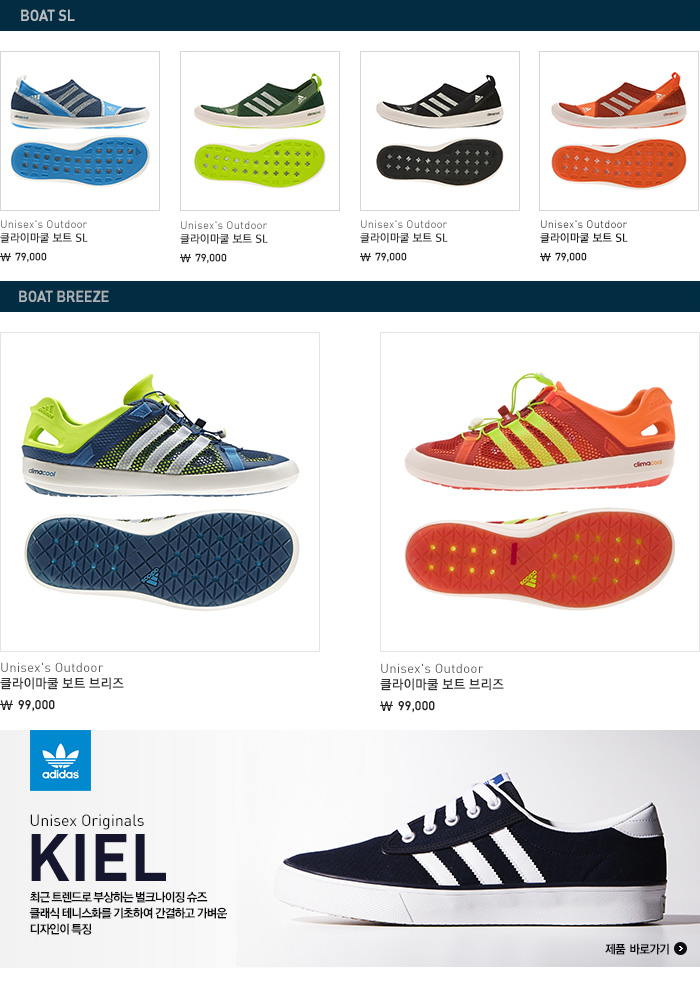 BOAT SL
Unisex's Outdoor
클라이마쿨 보트 SL
₩ 79,000
Unisex's Outdoor
클라이마쿨 보트 SL
₩ 79,000
Unisex's Outdoor
클라이마쿨 보트 SL
₩ 79,000
Unisex's Outdoor
클라이마쿨 보트 SL
₩ 79,000
BOAT BREEZE
climacool
climacool
Unisex's Outdoor
클라이마쿨 보트 브리즈
₩ 99,000
Unisex's Outdoor
클라이마쿨 보트 브리즈
₩ 99,000
adidas
Unisex Originals
KIEL
최근 트렌드로 부상하는 벌크나이징 슈즈
클래식 테니스화를 기초하여 간결하고 가벼운
디자인이 특징
제품 바로가기